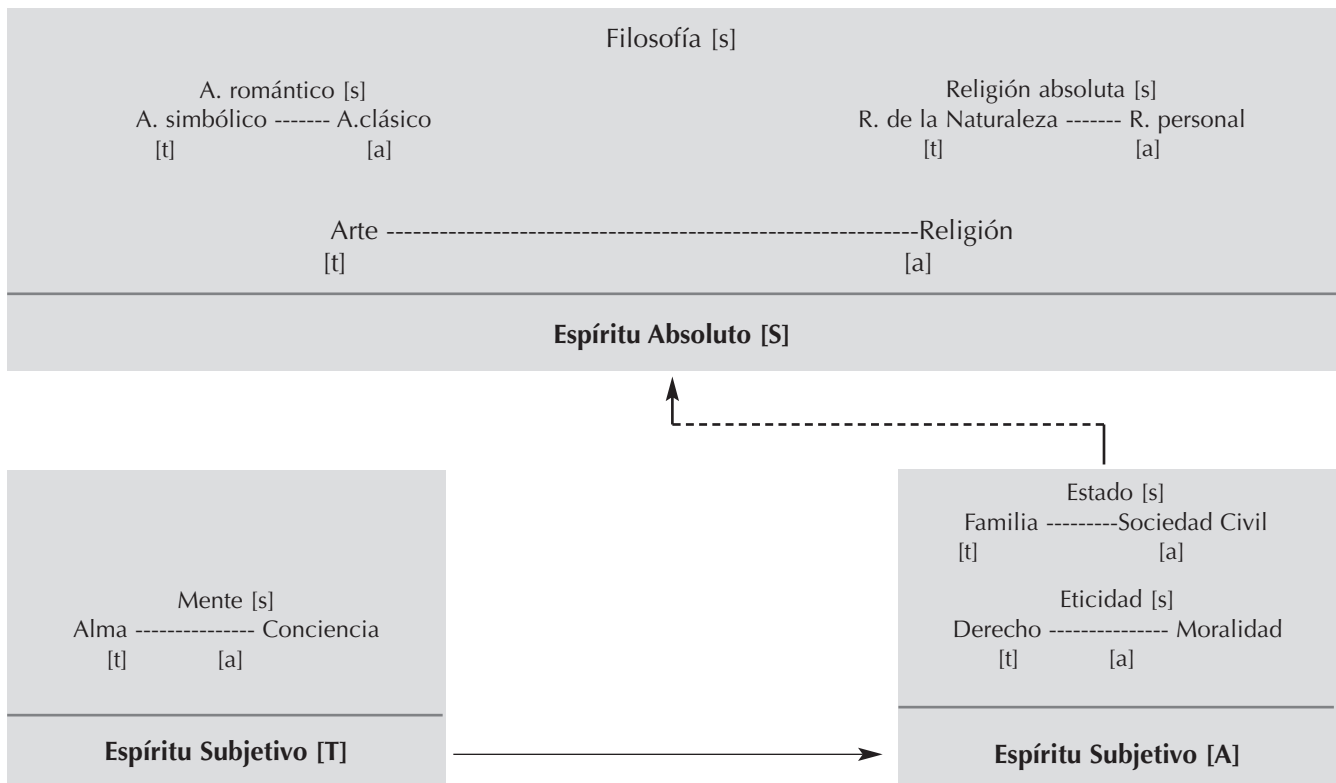 Filosofía [s]
A. romántico [s]
A. simbólico ------- A.clásico
[t] [a]
Religión absoluta [s]
R. de la Naturaleza ------- R. personal
[t] [a]
Arte ------------------------------------------------------------Religión
[t] [a]
Espíritu Absoluto [S]
Mente [s]
Alma --------------- Conciencia
[t] [a]
Espíritu Subjetivo [T]
Estado [s]
Familia ---------Sociedad Civil
[t] [a]
Eticidad [s]
Derecho --------------- Moralidad
[t] [a]
Espíritu Subjetivo [A]